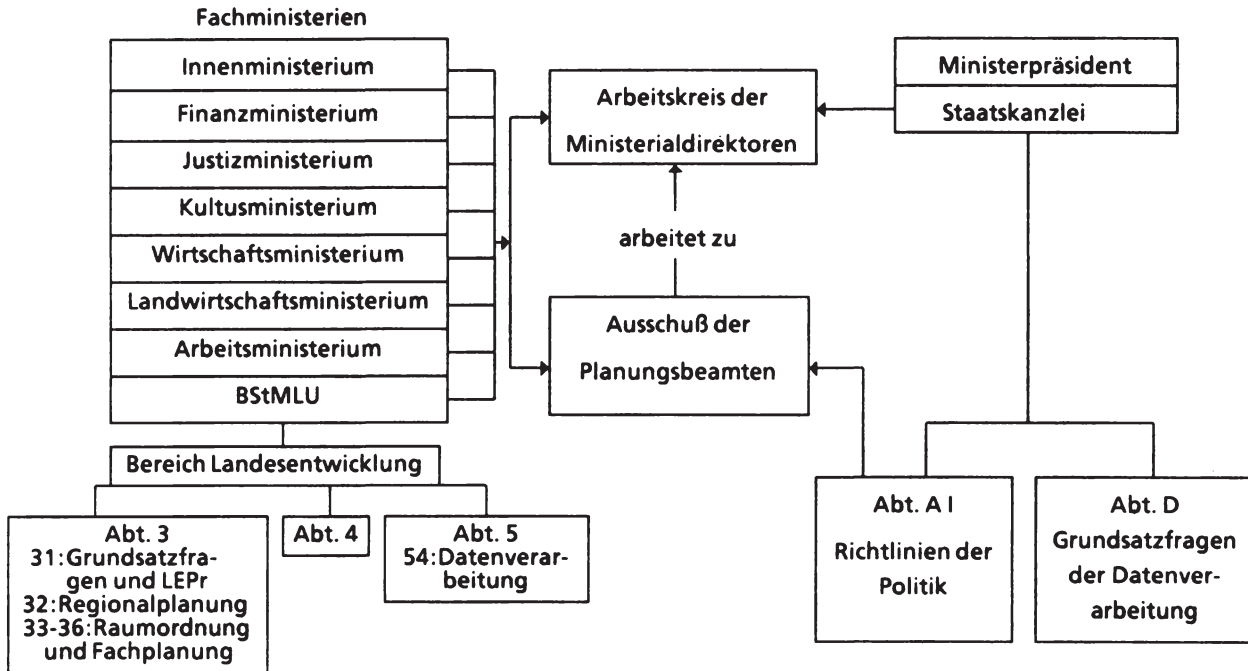 Fachministerien
Innenministerium
Finanzministerium
Justizministerium
Kultusministerium
Wirtschaftsministerium
Landwirtschaftsministerium
Arbeitsministerium
BStMLU
Bereich Landesentwicklung
Abt. 3
31:Grundsatzfra-
gen und LEPr
32:Regionalplanung
33-36:Raumordnung
und Fachplanung
Abt. 4
Abt. 5
54:Datenverar-
beitung
Arbeitskreis der
Ministerialdirektoren
arbeitet zu
Ausschuß der
Planungsbeamten
Ministerpräsident
Staatskanzlei
Abt. A I
Richtlinien der
Politik
Abt. D
Grundsatzfragen
der Datenver-
arbeitung